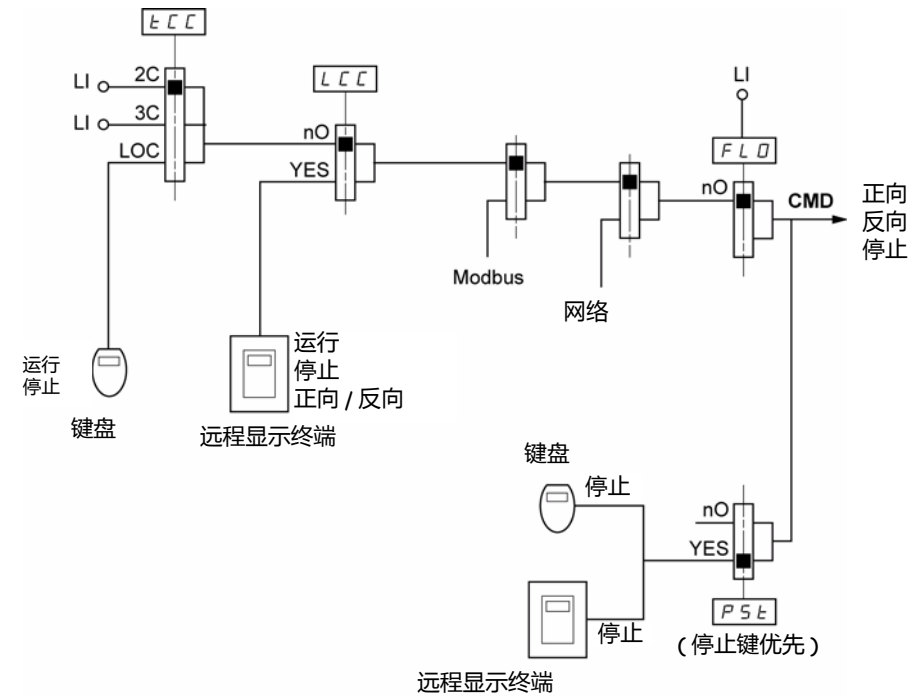 tCC
LI
2C
LI
3C
LOC
LCC
nO
YES
LI
FLO
nO
CMD
正向
反向
停止
Modbus
网络
运行
停止
键盘
运行
停止
正向 / 反向
远程显示终端
键盘
停止
nO
YES
停止
PSt
( 停止键优先 )
远程显示终端